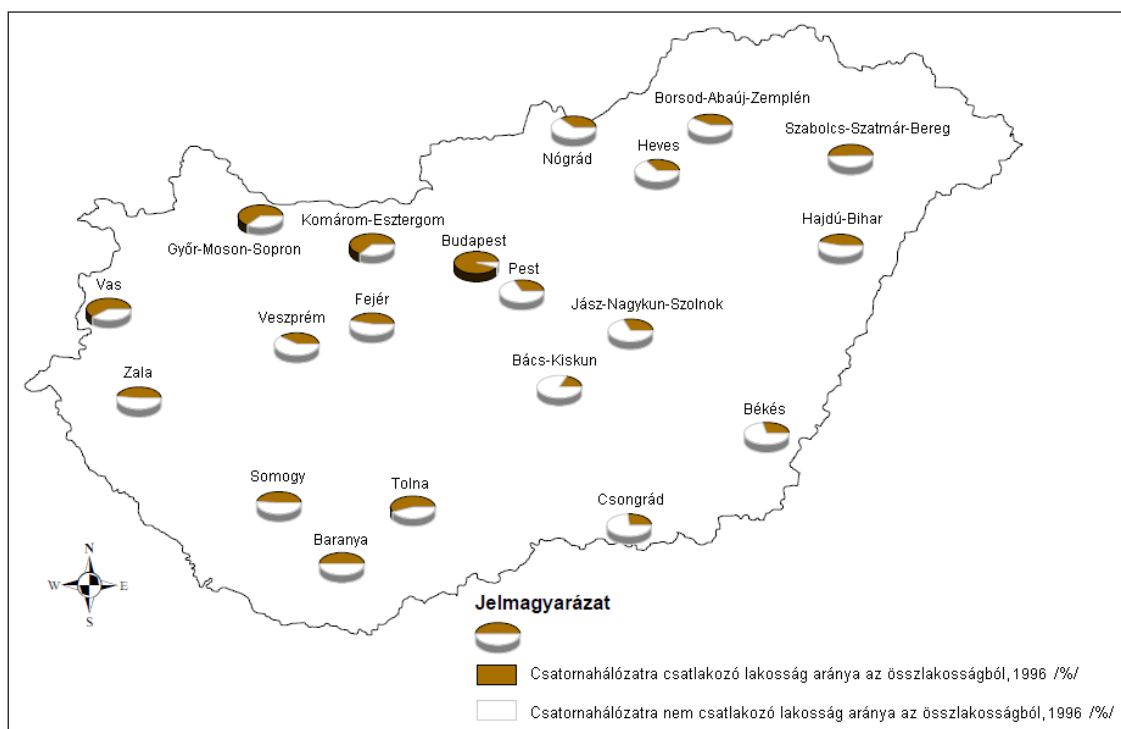 Borsod-Abaúj-Zemplén
Szabolcs-Szatmár-Bereg
Nógrád
Heves
Hajdú-Bihar
Komárom-Esztergom
Győr-Moson-Sopron
Budapest
Pest
Vas
Fejér
Veszprém
Jász-Nagykun-Szolnok
Bács-Kiskun
Zala
Békés
Somogy
Tolna
Csongrád
Baranya
N
W
E
S
Jelmagyarázat
Csatornahálózatra csatlakozó lakosság aránya az összlakosságból, 1996 /%/
Csatornahálózatra nem csatlakozó lakosság aránya az összlakosságból, 1996 /%/